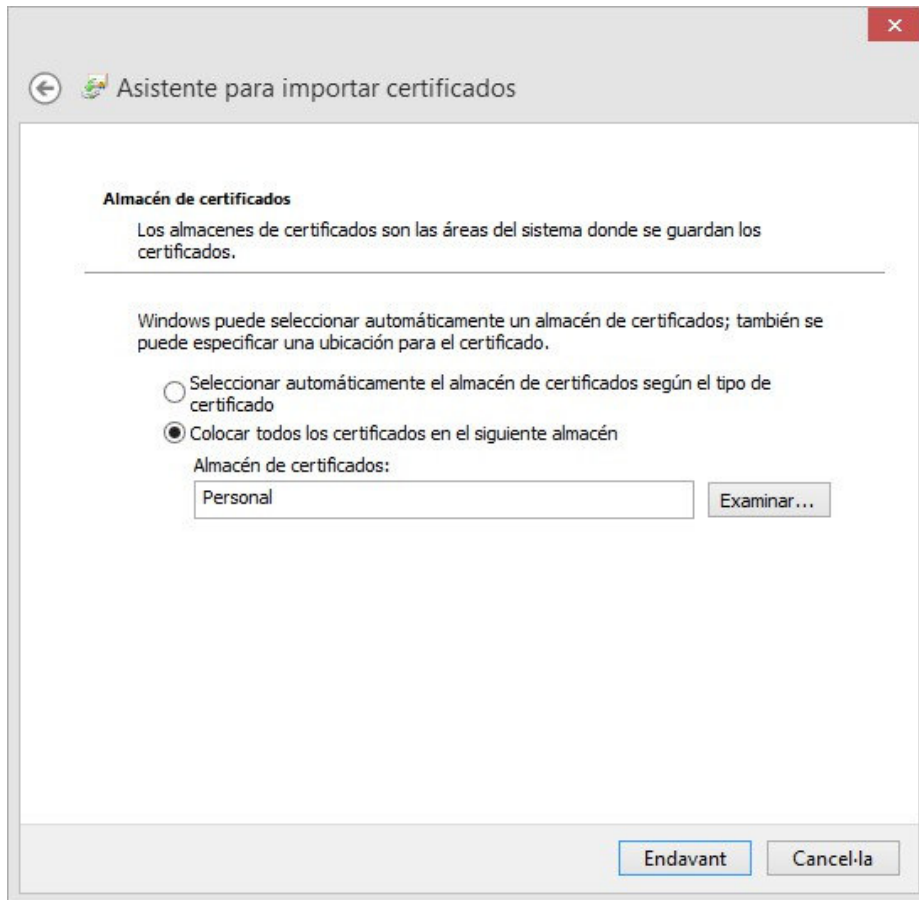 Asistente para importar certificados
Almacén de certificados
Los almacenes de certificados son las áreas del sistema donde se guardan los
certificados.
Windows puede seleccionar automáticamente un almacén de certificados; también se
puede especificar una ubicación para el certificado.
Seleccionar automáticamente el almacén de certificados según el tipo de
certificado
Colocar todos los certificados en el siguiente almacén
Almacén de certificados:
Personal
Examinar...
Endavant
Cancel·la